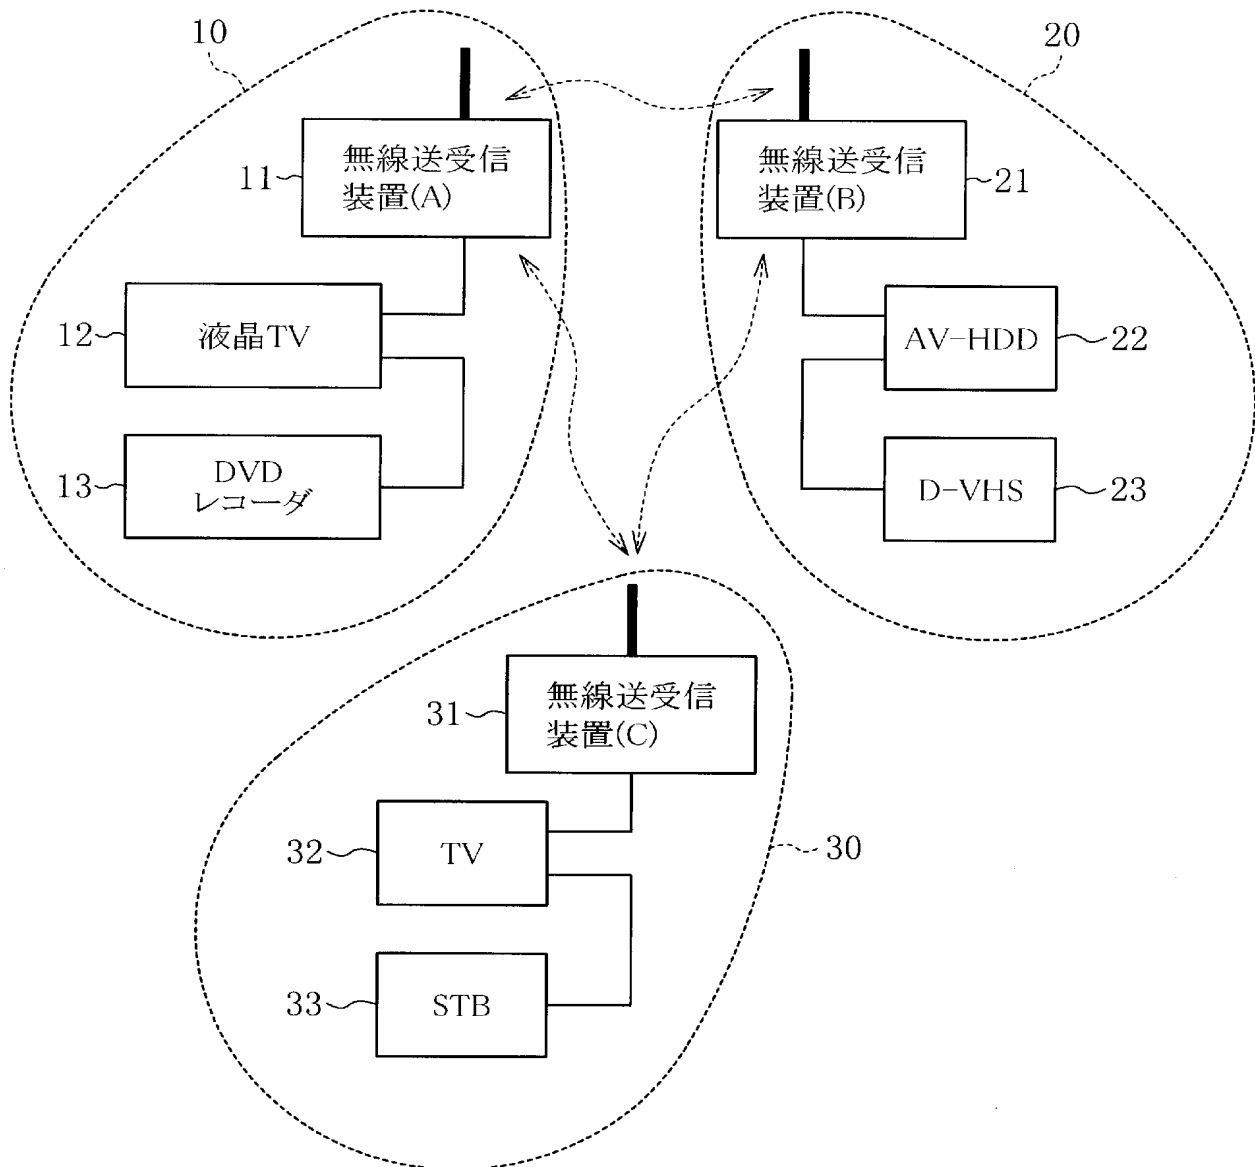 10
20
無線送受信
装置(A)
11
無線送受信
装置(B)
21
液晶TV
12
AV-HDD
22
DVD
レコーダ
13
D-VHS
23
無線送受信
装置(C)
31
TV
32
30
STB
33